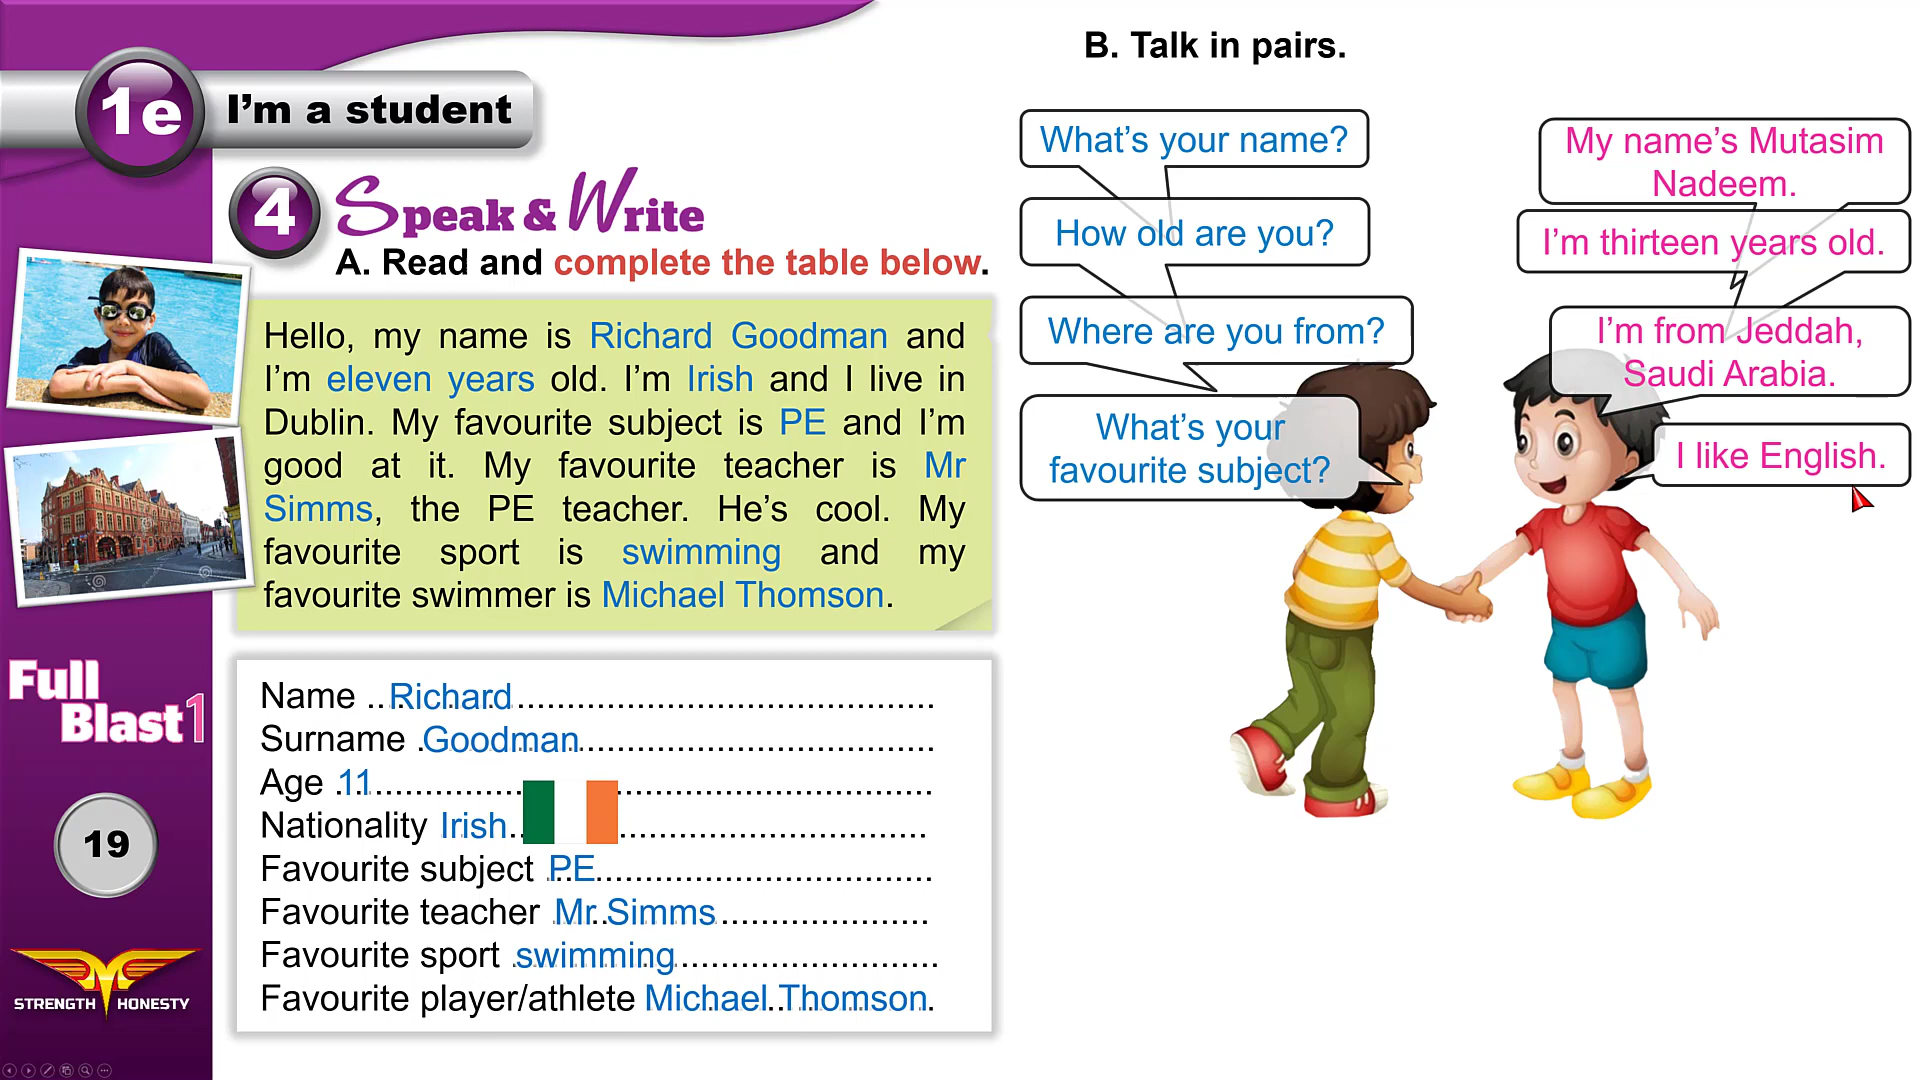 1e I’m a student
4 Speak & Write
A. Read and complete the table below.
Hello, my name is Richard Goodman and
I’m eleven years old. I’m Irish and I live in
Dublin. My favourite subject is PE and I’m
good at it. My favourite teacher is Mr
Simms, the PE teacher. He’s cool. My
favourite sport is swimming and my
favourite swimmer is Michael Thomson.
Name ...Richard..........................................
Surname .Goodman....................................
Age .11..................................................
Nationality Irish.....................................
Favourite subject PE....................................
Favourite teacher Mr Simms.....................
Favourite sport swimming..........................
Favourite player/athlete Michael Thomson.
Full
Blast 1
19
STRENGTH HONESTY
B. Talk in pairs.
What’s your name?
My name’s Mutasim
Nadeem.
How old are you?
I’m thirteen years old.
Where are you from?
I’m from Jeddah,
Saudi Arabia.
What’s your
favourite subject?
I like English.